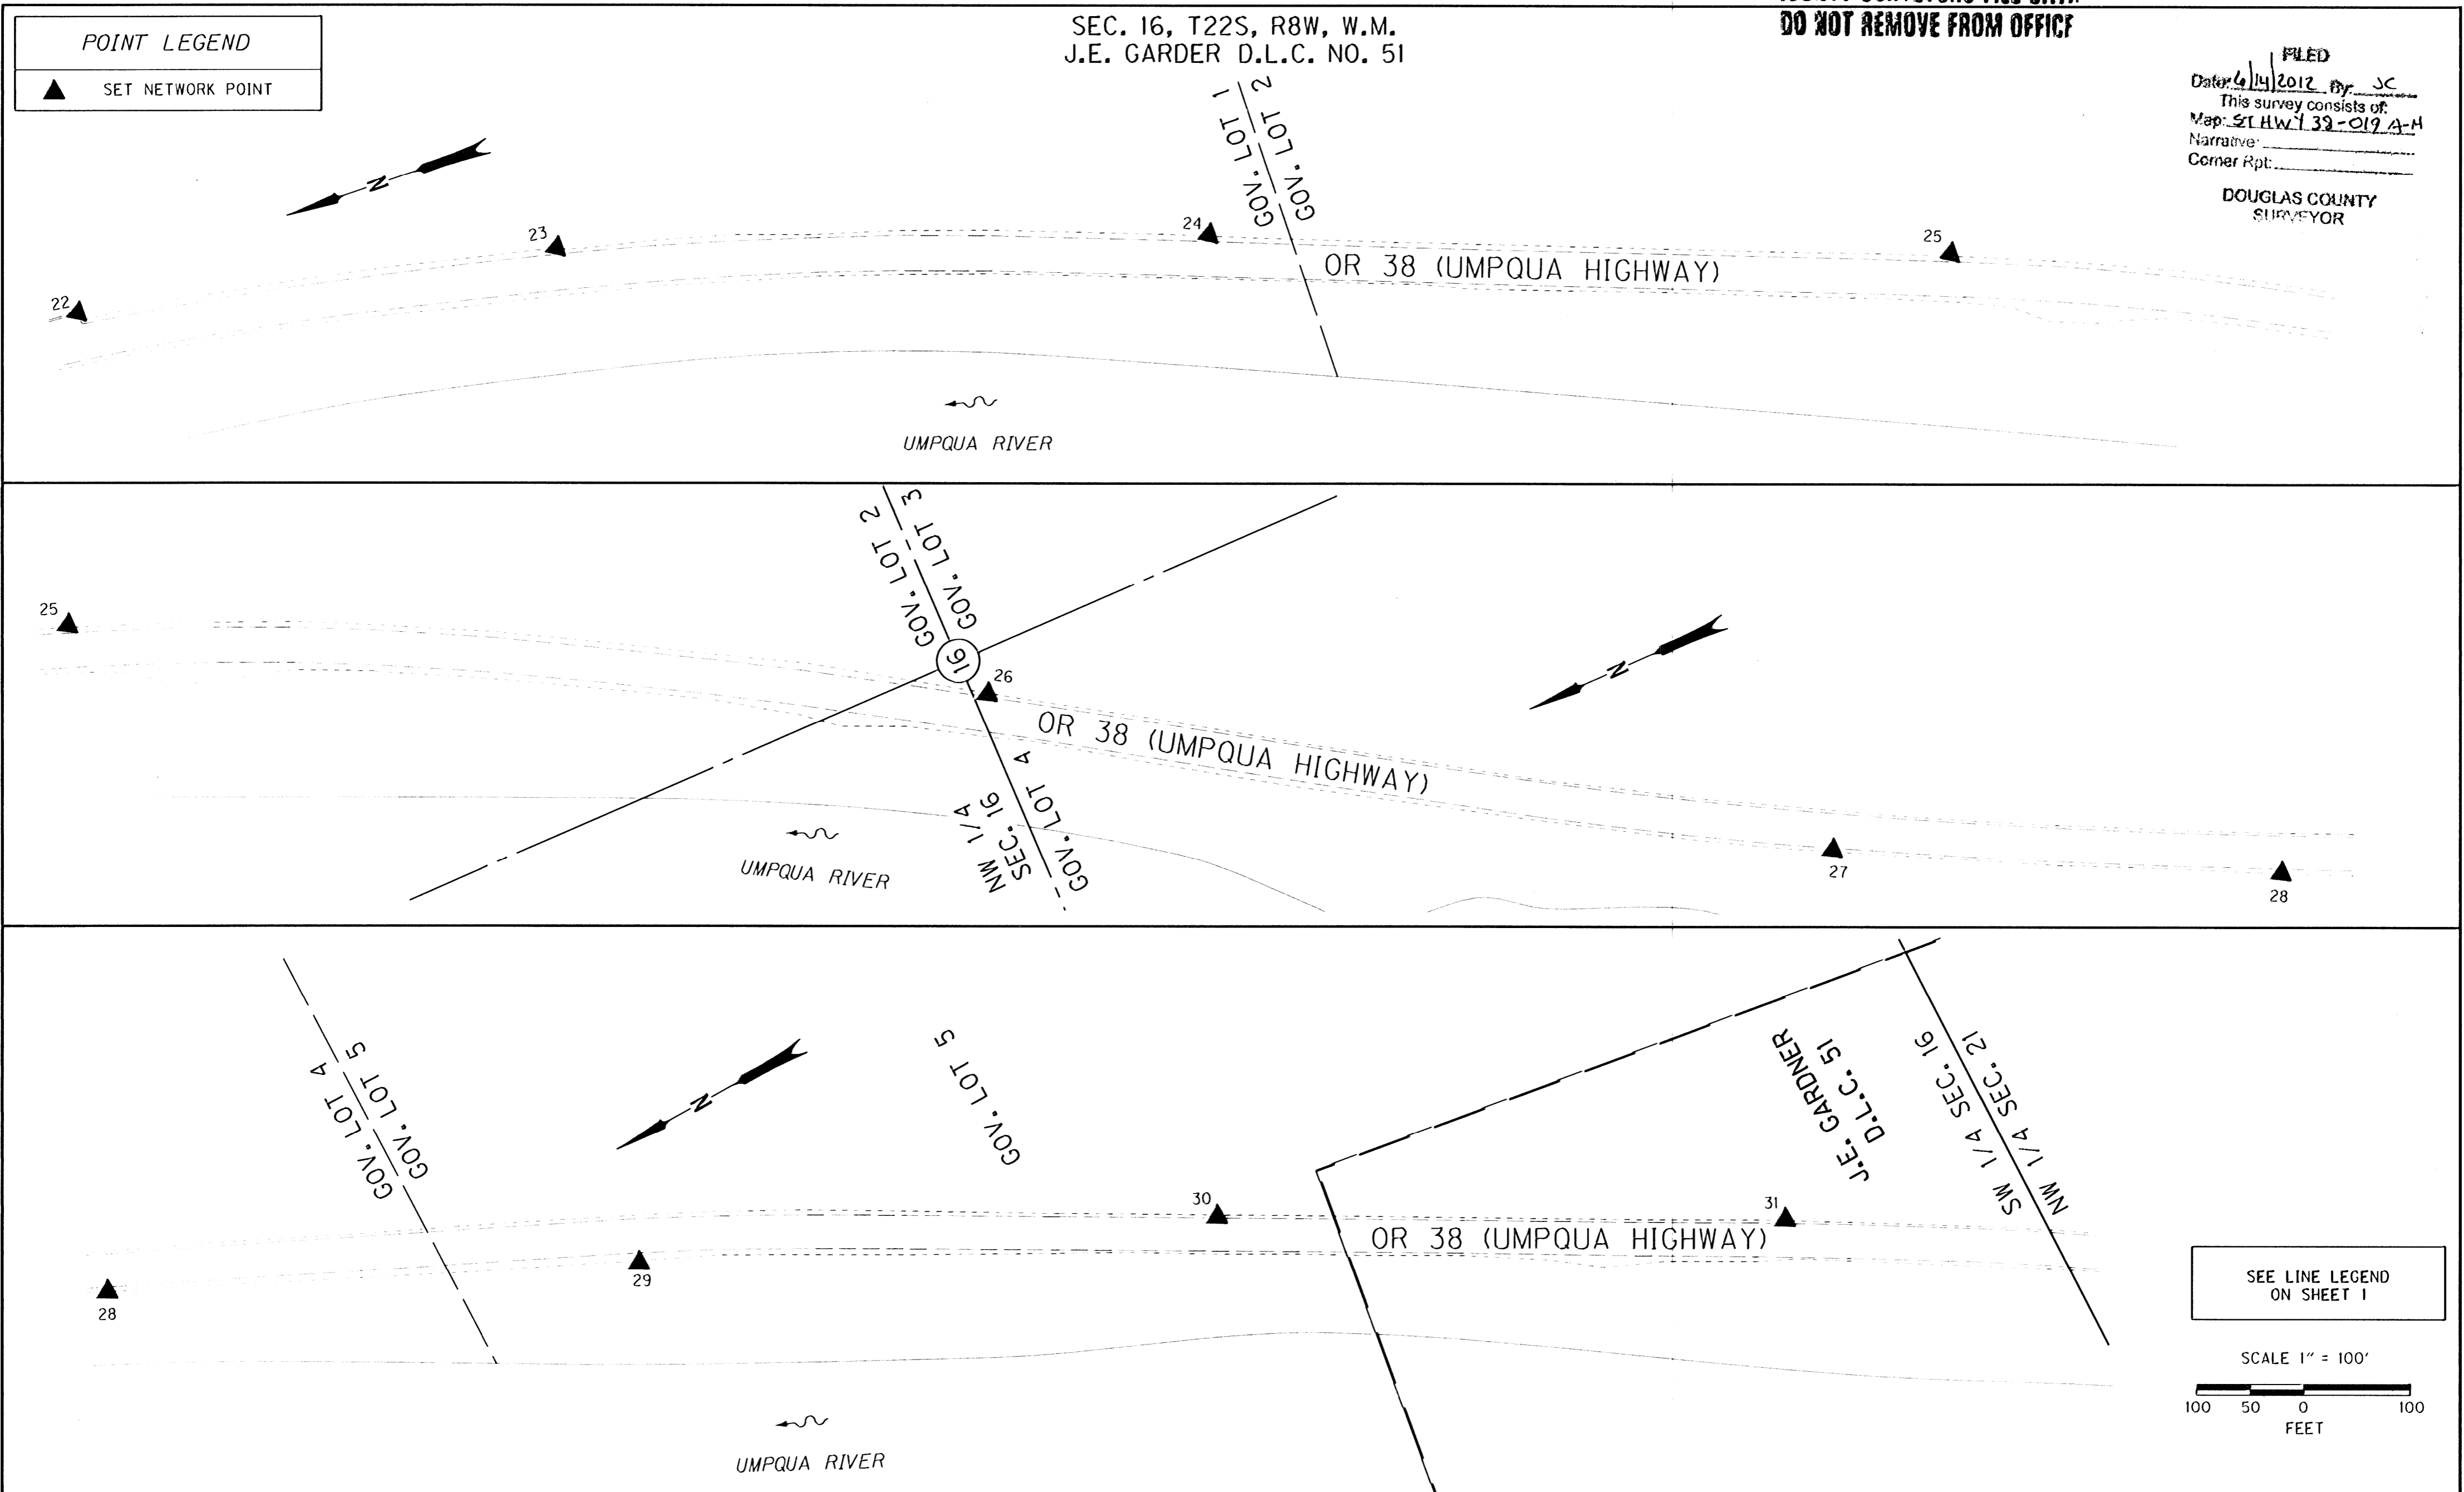 POINT LEGEND
SET NETWORK POINT
SEC. 16, T22S, R8W, W.M.
J.E. GARDER D.L.C. NO. 51
DO NOT REMOVE FROM OFFICE
FILED
Date: 6/14/2012 By: JC
This survey consists of:
Map: STHWY 38-019 A-H
Narrative:
Corner Rpt:
DOUGLAS COUNTY
SURVEYOR
N
GOV. LOT 1
GOV. LOT 2
22
23
24
25
OR 38 (UMPQUA HIGHWAY)
UMPQUA RIVER
GOV. LOT 2
GOV. LOT 3
25
16
26
N
OR 38 (UMPQUA HIGHWAY)
NW 1/4
SEC. 16
GOV. LOT 4
UMPQUA RIVER
27
28
GOV. LOT 4
GOV. LOT 5
N
GOV. LOT 5
J.E. GARDNER
D.L.C. 51
SW 1/4 SEC. 16
NW 1/4 SEC. 21
28
29
30
31
OR 38 (UMPQUA HIGHWAY)
UMPQUA RIVER
SEE LINE LEGEND
ON SHEET 1
SCALE 1" = 100'
100 50 0 100
FEET